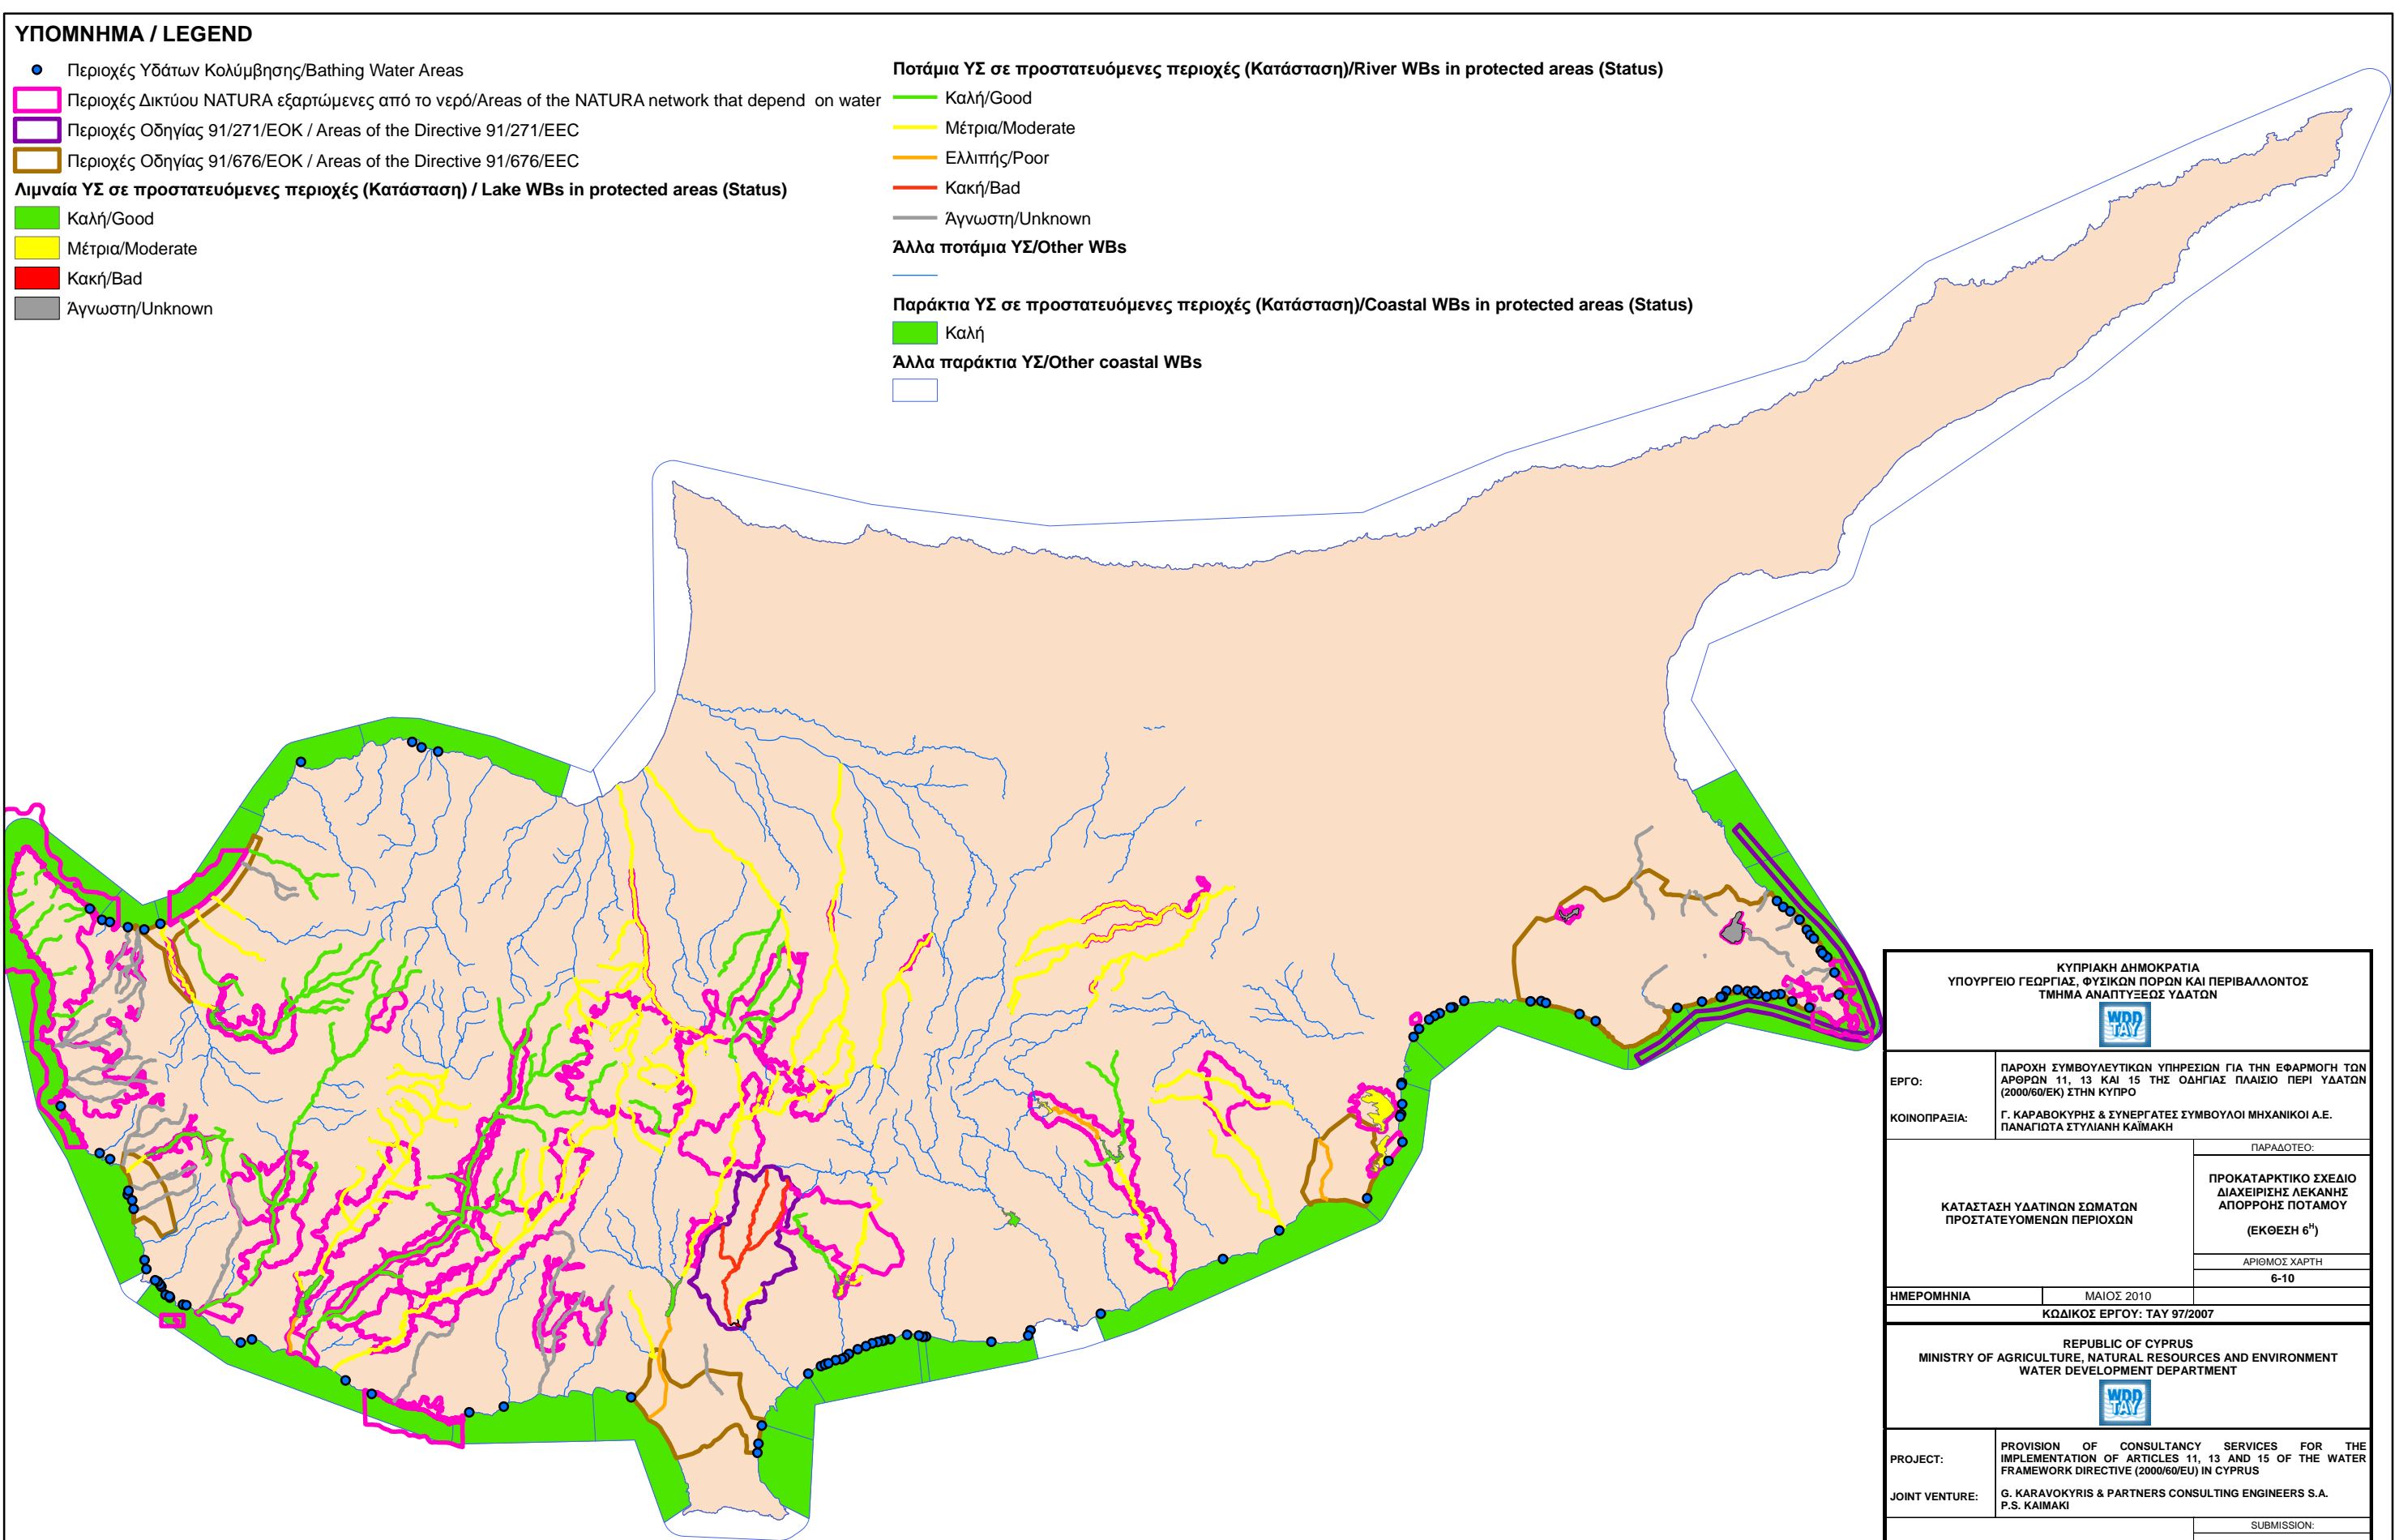 ΥΠΟΜΝΗΜΑ / LEGEND
Περιοχές Υδάτων Κολύμβησης/Bathing Water Areas
Περιοχές Δικτύου NATURA εξαρτώμενες από το νερό/Areas of the NATURA network that depend on water
Περιοχές Οδηγίας 91/271/ΕΟΚ / Areas of the Directive 91/271/EEC
Περιοχές Οδηγίας 91/676/ΕΟΚ / Areas of the Directive 91/676/EEC
Λιμναία ΥΣ σε προστατευόμενες περιοχές (Κατάσταση) / Lake WBs in protected areas (Status)
Καλή/Good
Μέτρια/Moderate
Κακή/Bad
Άγνωστη/Unknown
Ποτάμια ΥΣ σε προστατευόμενες περιοχές (Κατάσταση)/River WBs in protected areas (Status)
Καλή/Good
Μέτρια/Moderate
Ελλιπής/Poor
Κακή/Bad
Άγνωστη/Unknown
Άλλα ποτάμια ΥΣ/Other WBs
Παράκτια ΥΣ σε προστατευόμενες περιοχές (Κατάσταση)/Coastal WBs in protected areas (Status)
Καλή
Άλλα παράκτια ΥΣ/Other coastal WBs
ΚΥΠΡΙΑΚΗ ΔΗΜΟΚΡΑΤΙΑ
ΥΠΟΥΡΓΕΙΟ ΓΕΩΡΓΙΑΣ, ΦΥΣΙΚΩΝ ΠΟΡΩΝ ΚΑΙ ΠΕΡΙΒΑΛΛΟΝΤΟΣ
ΤΜΗΜΑ ΑΝΑΠΤΥΞΕΩΣ ΥΔΑΤΩΝ
WDD
TAY
ΕΡΓΟ:
ΠΑΡΟΧΗ ΣΥΜΒΟΥΛΕΥΤΙΚΩΝ ΥΠΗΡΕΣΙΩΝ ΓΙΑ ΤΗΝ ΕΦΑΡΜΟΓΗ ΤΩΝ
ΑΡΘΡΩΝ 11, 13 ΚΑΙ 15 ΤΗΣ ΟΔΗΓΙΑΣ ΠΛΑΙΣΙΟ ΠΕΡΙ ΥΔΑΤΩΝ
(2000/60/ΕΚ) ΣΤΗΝ ΚΥΠΡΟ
ΚΟΙΝΟΠΡΑΞΙΑ:
Γ. ΚΑΡΑΒΟΚΥΡΗΣ & ΣΥΝΕΡΓΑΤΕΣ ΣΥΜΒΟΥΛΟΙ ΜΗΧΑΝΙΚΟΙ Α.Ε.
ΠΑΝΑΓΙΩΤΑ ΣΤΥΛΙΑΝΗ ΚΑΪΜΑΚΗ
ΚΑΤΑΣΤΑΣΗ ΥΔΑΤΙΝΩΝ ΣΩΜΑΤΩΝ
ΠΡΟΣΤΑΤΕΥΟΜΕΝΩΝ ΠΕΡΙΟΧΩΝ
ΠΑΡΑΔΟΤΕΟ:
ΠΡΟΚΑΤΑΡΚΤΙΚΟ ΣΧΕΔΙΟ
ΔΙΑΧΕΙΡΙΣΗΣ ΛΕΚΑΝΗΣ
ΑΠΟΡΡΟΗΣ ΠΟΤΑΜΟΥ
(ΕΚΘΕΣΗ 6Η)
ΑΡΙΘΜΟΣ ΧΑΡΤΗ
6-10
ΗΜΕΡΟΜΗΝΙΑ
ΜΑΙΟΣ 2010
ΚΩΔΙΚΟΣ ΕΡΓΟΥ: ΤΑΥ 97/2007
REPUBLIC OF CYPRUS
MINISTRY OF AGRICULTURE, NATURAL RESOURCES AND ENVIRONMENT
WATER DEVELOPMENT DEPARTMENT
WDD
TAY
PROJECT:
PROVISION OF CONSULTANCY SERVICES FOR THE
IMPLEMENTATION OF ARTICLES 11, 13 AND 15 OF THE WATER
FRAMEWORK DIRECTIVE (2000/60/EU) IN CYPRUS
JOINT VENTURE:
G. KARAVOKYRIS & PARTNERS CONSULTING ENGINEERS S.A.
P.S. KAIMAKI
SUBMISSION: